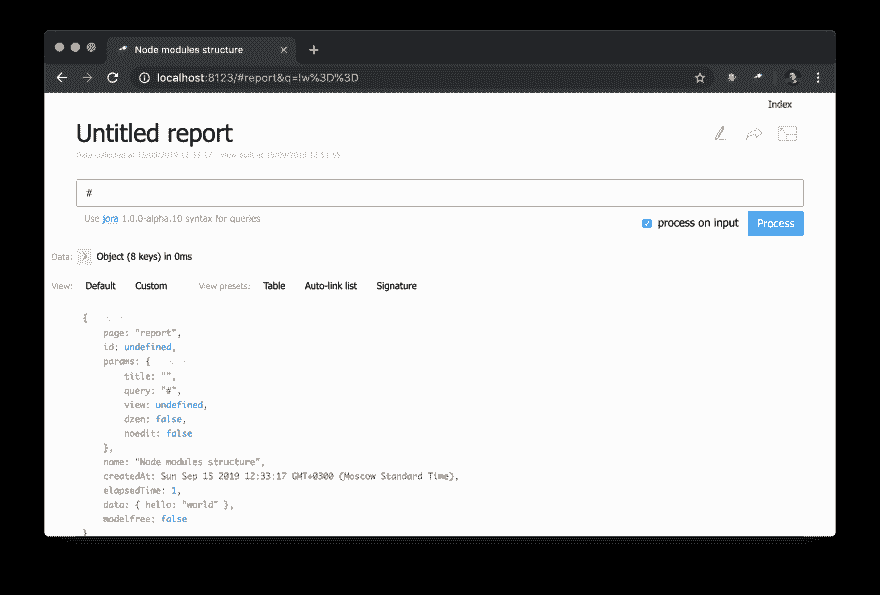 Node modules structure
localhost:8123/#report&q=!w%3D%3D
Index
Untitled report
#
Use jora 1.0.0-alpha.10 syntax for queries
process on input
Process
Data: Object (8 keys) in 0ms
View: Default Custom View presets: Table Auto-link list Signature
{
page: "report",
id: undefined,
params: {
title: "",
query: "#",
view: undefined,
dzen: false,
noedit: false
},
name: "Node modules structure",
createdAt: Sun Sep 15 2019 12:33:17 GMT+0300 (Moscow Standard Time),
elapsedTime: 1,
data: { hello: "world" },
modelfree: false
}